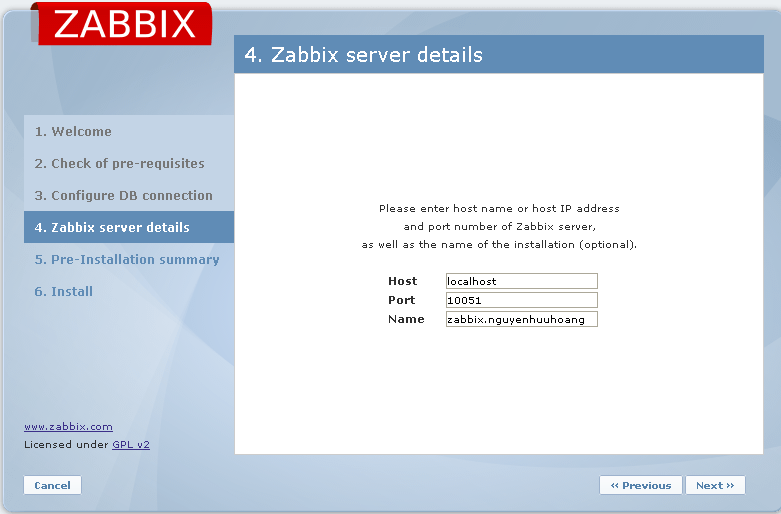 ZABBIX
4. Zabbix server details
1. Welcome
2. Check of pre-requisites
3. Configure DB connection
4. Zabbix server details
5. Pre-Installation summary
6. Install
Please enter host name or host IP address
and port number of Zabbix server,
as well as the name of the installation (optional).
Host localhost
Port 10051
Name zabbix.nguyenhuuhoang
www.zabbix.com
Licensed under GPL v2
Cancel
‹‹ Previous Next ››